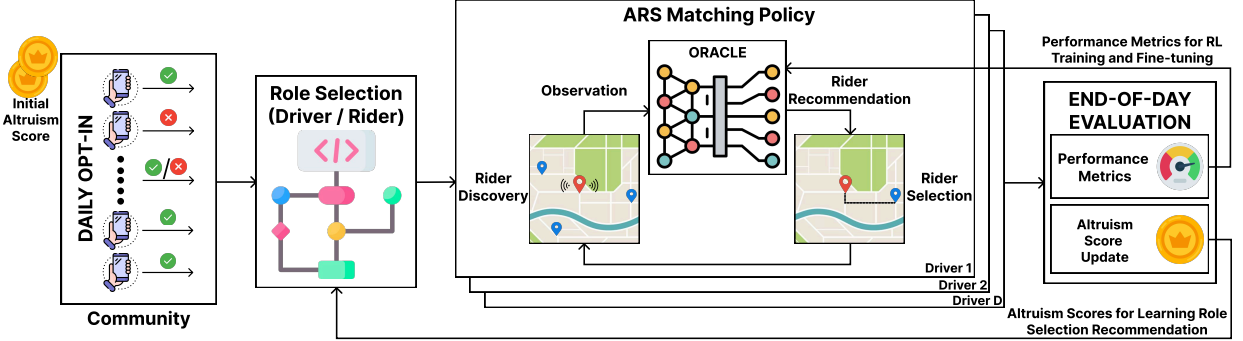 Initial
Altruism
Score
DAILY OPT-IN
/
Community
Role Selection
(Driver / Rider)
</>
ARS Matching Policy
ORACLE
Observation
Rider
Recommendation
Rider
Discovery
Rider
Selection
Driver 1
Driver 2
Driver D
Performance Metrics for RL
Training and Fine-tuning
END-OF-DAY
EVALUATION
Performance
Metrics
Altruism
Score
Update
Altruism Scores for Learning Role
Selection Recommendation